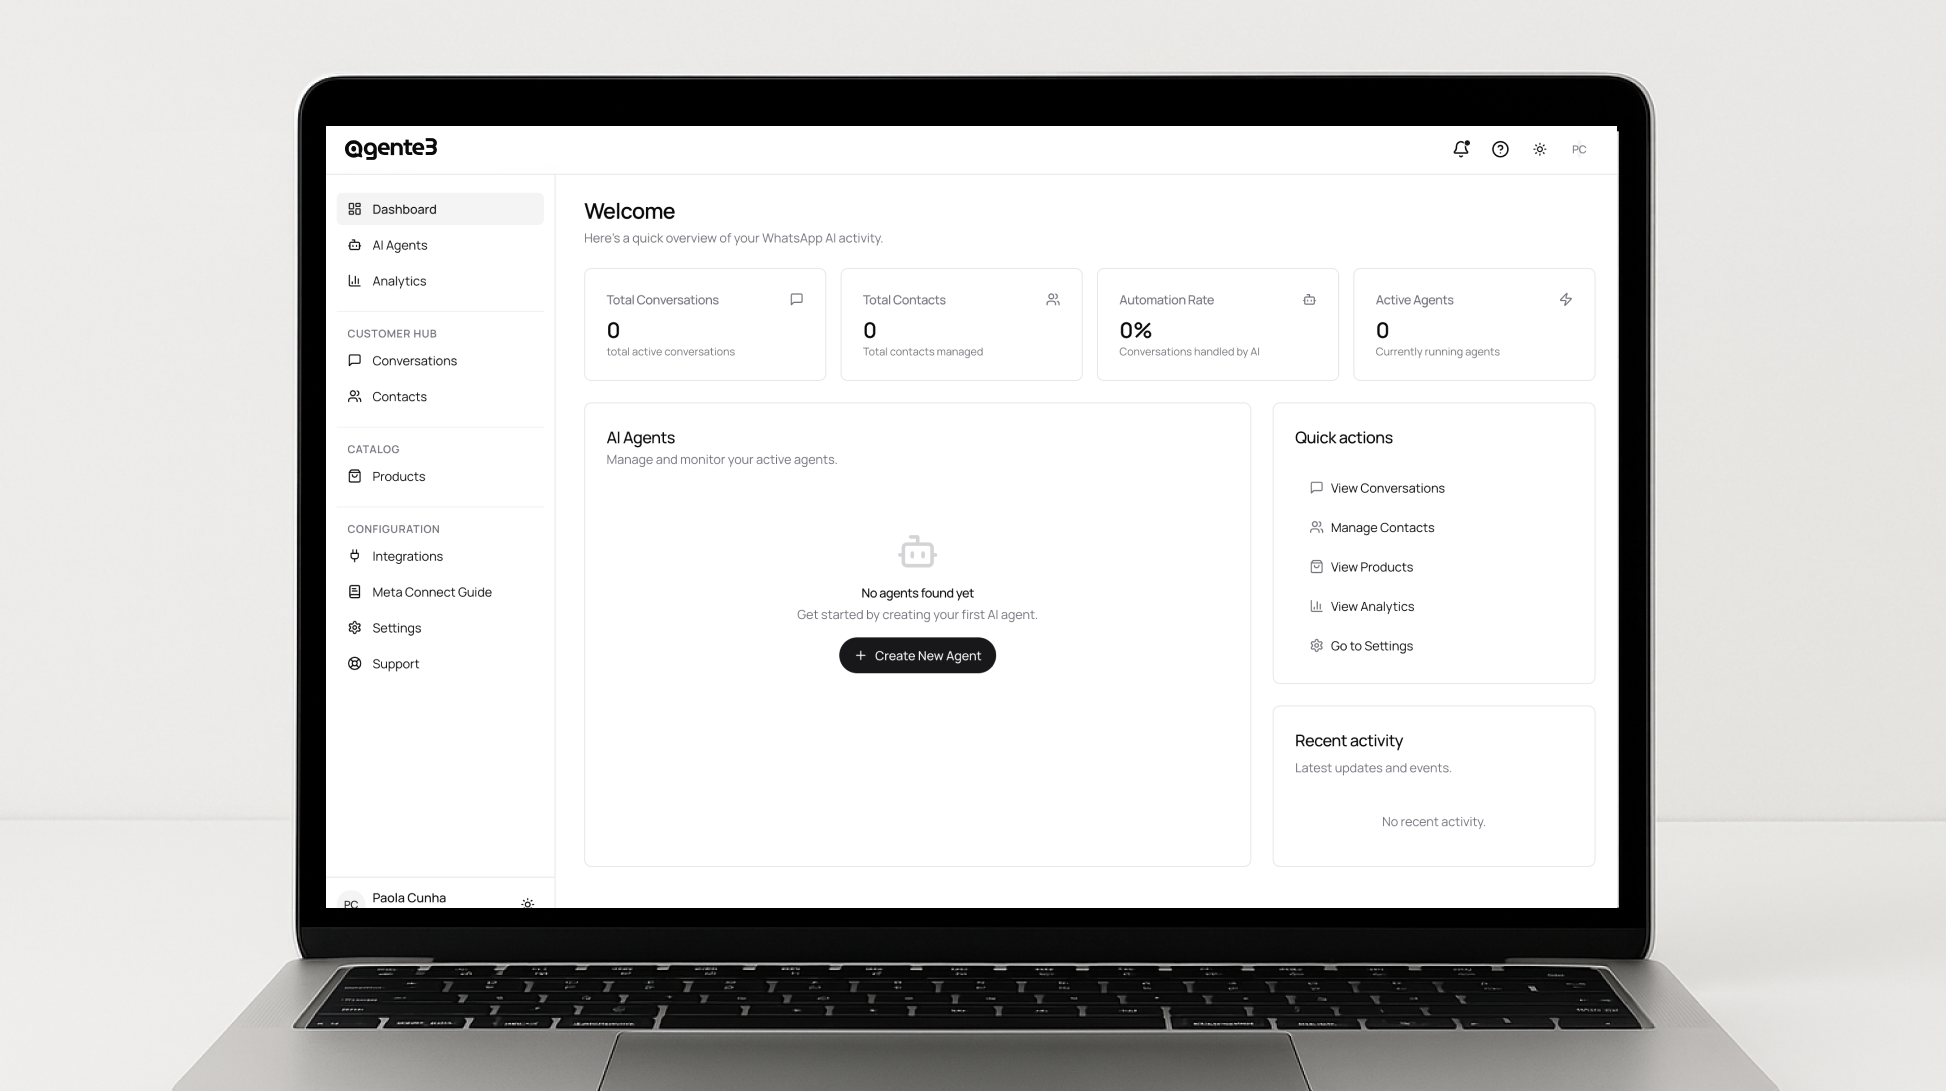 agente3
PC
Dashboard
AI Agents
Analytics
CUSTOMER HUB
Conversations
Contacts
CATALOG
Products
CONFIGURATION
Integrations
Meta Connect Guide
Settings
Support
PC
Paola Cunha
Welcome
Here's a quick overview of your WhatsApp AI activity.
Total Conversations
0
total active conversations
Total Contacts
0
Total contacts managed
Automation Rate
0%
Conversations handled by AI
Active Agents
0
Currently running agents
AI Agents
Manage and monitor your active agents.
No agents found yet
Get started by creating your first AI agent.
+ Create New Agent
Quick actions
View Conversations
Manage Contacts
View Products
View Analytics
Go to Settings
Recent activity
Latest updates and events.
No recent activity.